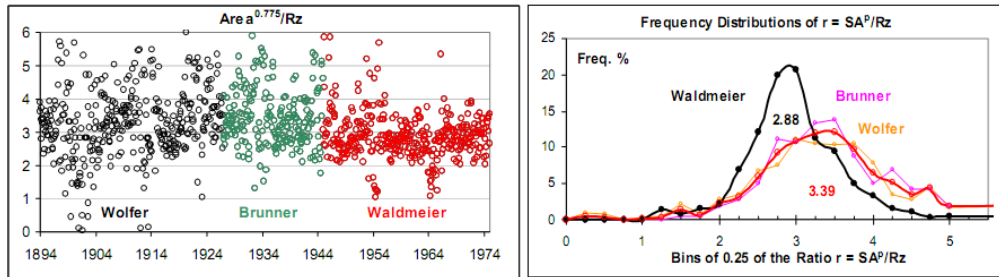 Area^0.775/Rz
6
5
4
3
2
1
0
Wolfer
Brunner
Waldmeier
1894 1904 1914 1924 1934 1944 1954 1964 1974
Frequency Distributions of r = SA^p/Rz
25
20
15
10
5
0
Freq. %
Waldmeier
Brunner
2.88
Wolfer
3.39
0 1 2 3 4 5
Bins of 0.25 of the Ratio r = SA^p/Rz